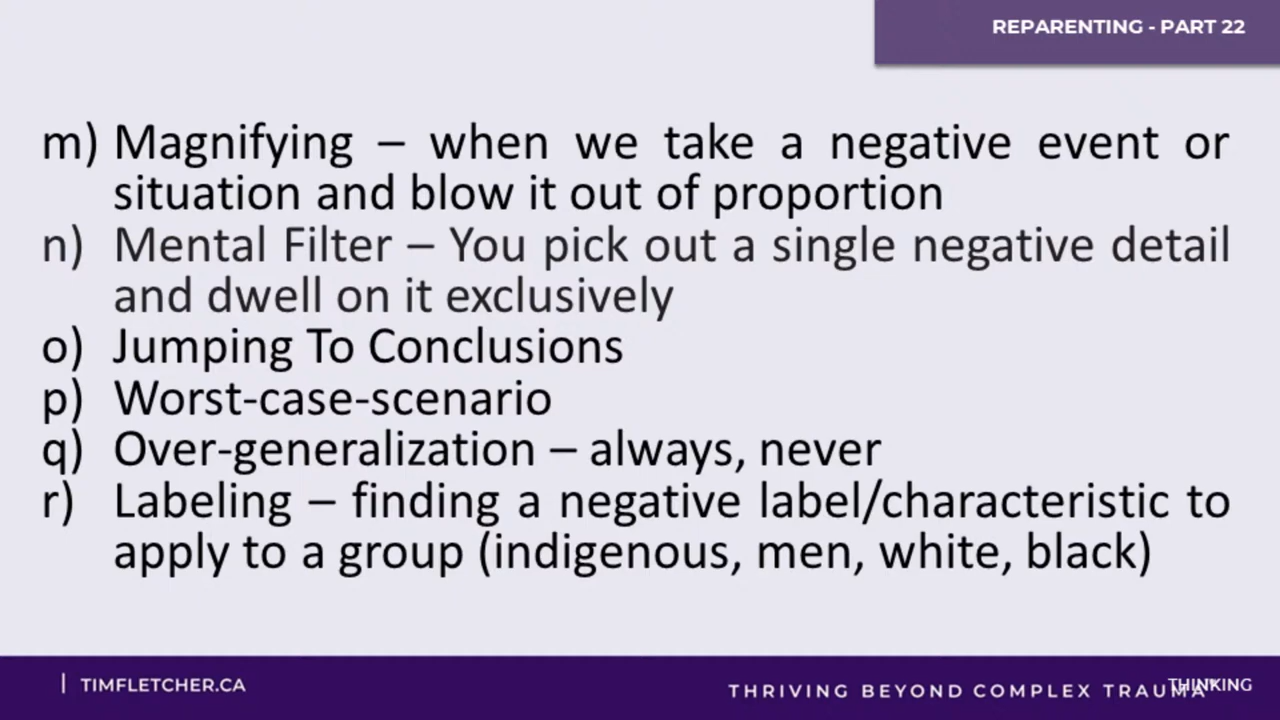 REPARENTING - PART 22
m) Magnifying – when we take a negative event or
situation and blow it out of proportion
n) Mental Filter – You pick out a single negative detail
and dwell on it exclusively
o) Jumping To Conclusions
p) Worst-case-scenario
q) Over-generalization – always, never
r) Labeling – finding a negative label/characteristic to
apply to a group (indigenous, men, white, black)
| TIMFLETCHER.CA
THRIVING BEYOND COMPLEX TRAUMA
THINKING